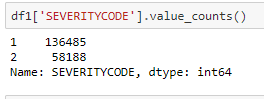 df1['SEVERITYCODE'].value_counts()
1    136485
2     58188
Name: SEVERITYCODE, dtype: int64